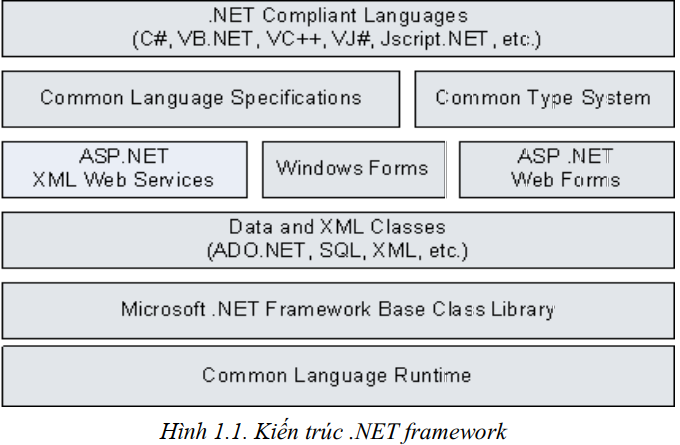 .NET Compliant Languages
(C#, VB.NET, VC++, VJ#, Jscript.NET, etc.)
Common Language Specifications
Common Type System
ASP.NET
XML Web Services
Windows Forms
ASP .NET
Web Forms
Data and XML Classes
(ADO.NET, SQL, XML, etc.)
Microsoft .NET Framework Base Class Library
Common Language Runtime
Hình 1.1. Kiến trúc .NET framework